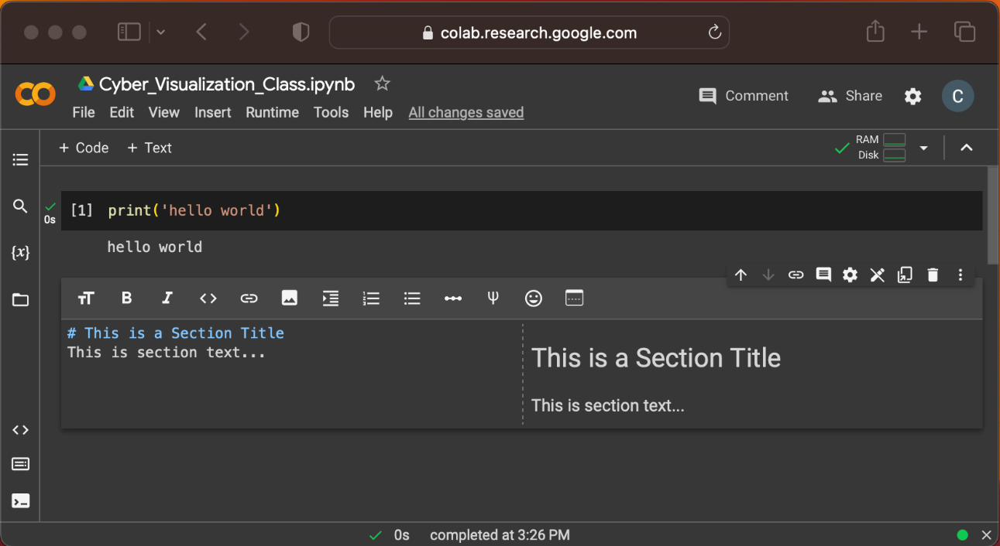 colab.research.google.com
Cyber_Visualization_Class.ipynb
File Edit View Insert Runtime Tools Help All changes saved
Comment Share C
+ Code + Text
RAM
Disk
[1] print('hello world')
0s
hello world
# This is a Section Title
This is section text...
This is a Section Title
This is section text...
0s completed at 3:26 PM